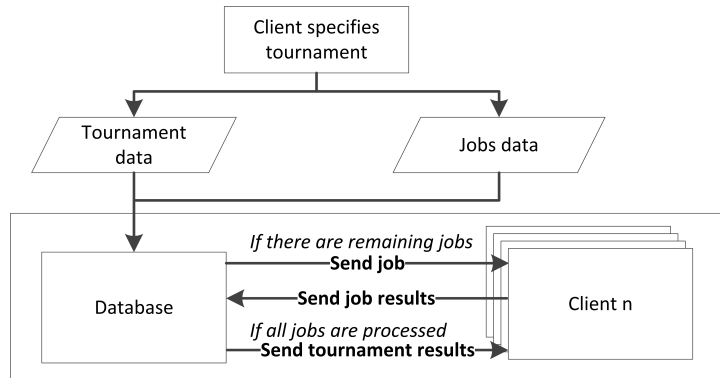 Client specifies
tournament
Tournament
data
Jobs data
If there are remaining jobs
Send job
Database
Send job results
Client n
If all jobs are processed
Send tournament results